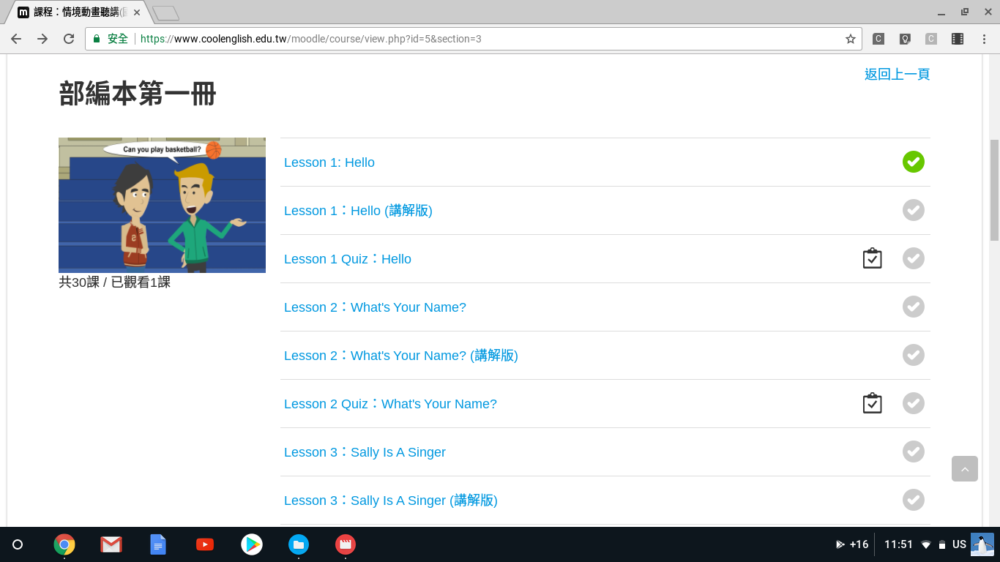 課程：情境動畫聽講
安全 https://www.coolenglish.edu.tw/moodle/course/view.php?id=5&section=3
返回上一頁
部編本第一冊
Can you play basketball?
2
共30課 / 已觀看1課
Lesson 1: Hello
Lesson 1：Hello (講解版)
Lesson 1 Quiz：Hello
Lesson 2：What's Your Name?
Lesson 2：What's Your Name? (講解版)
Lesson 2 Quiz：What's Your Name?
Lesson 3：Sally Is A Singer
Lesson 3：Sally Is A Singer (講解版)
+16 11:51 US